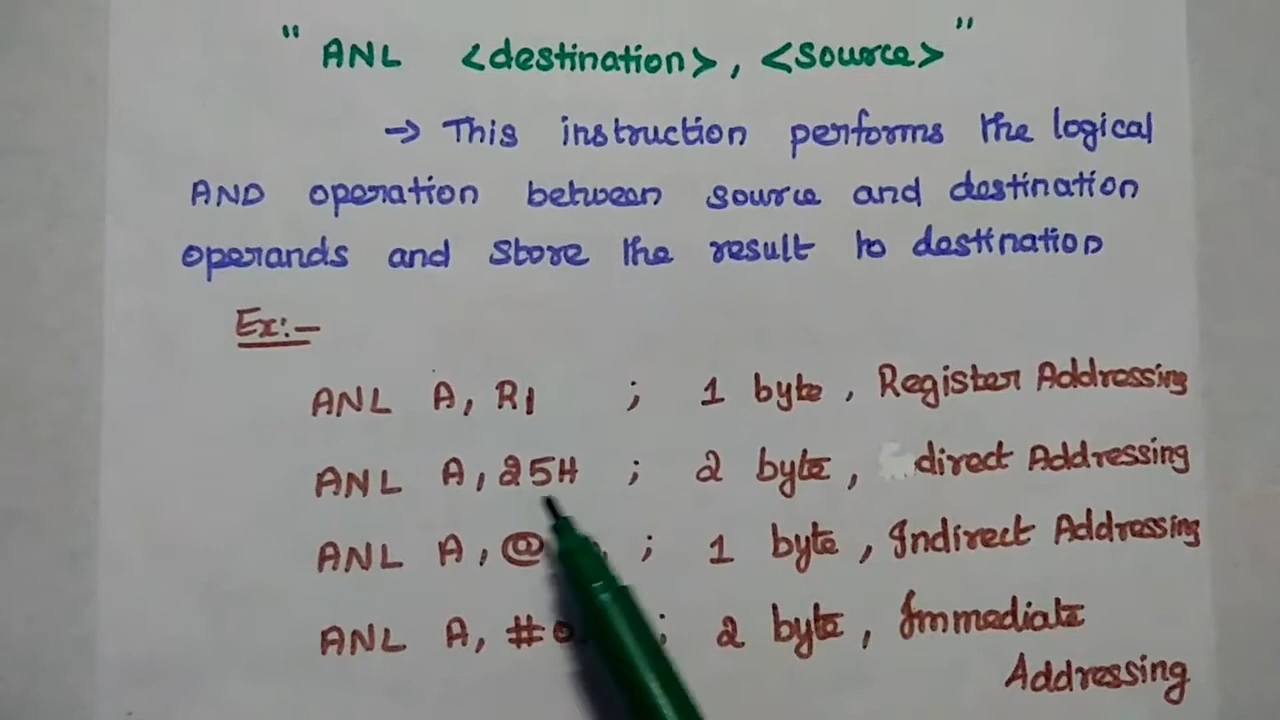 " ANL <destination>, <source> "
→ This instruction performs the logical
AND operation between source and destination
operands and store the result to destination
Ex:-
ANL A, R1 ; 1 byte, Register Addressing
ANL A, 25H ; 2 byte, direct Addressing
ANL A, @ ; 1 byte, Indirect Addressing
ANL A, # ; 2 byte, Immediate
Addressing